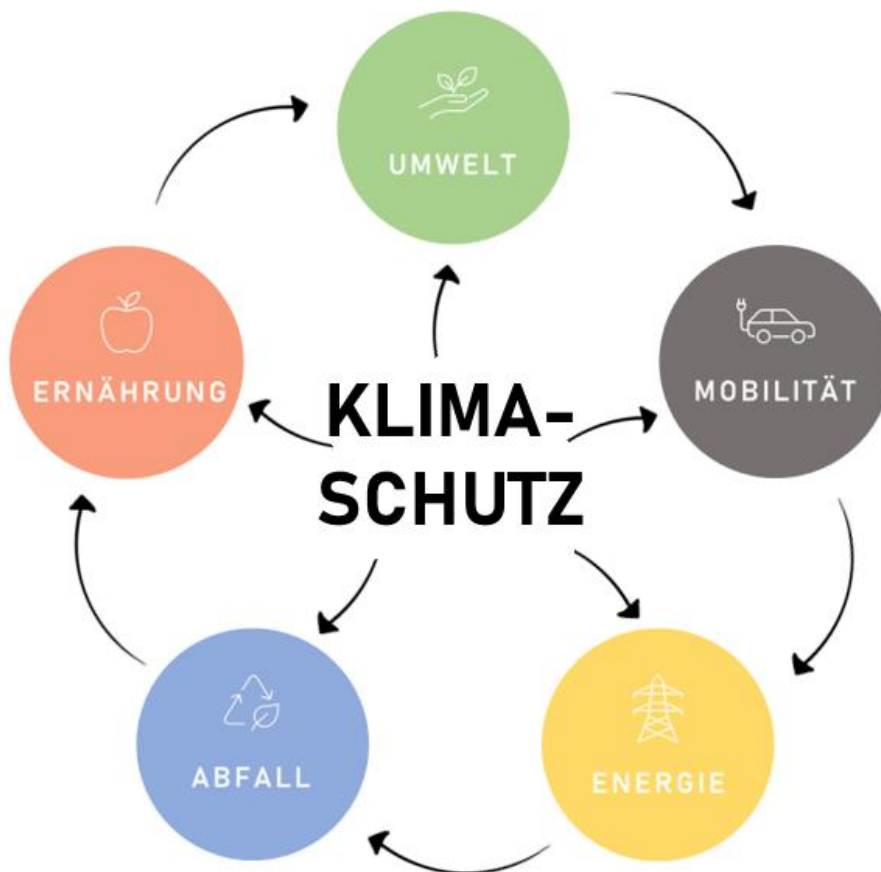 UMWELT
MOBILITÄT
ERNÄHRUNG
KLIMA-
SCHUTZ
ABFALL
ENERGIE